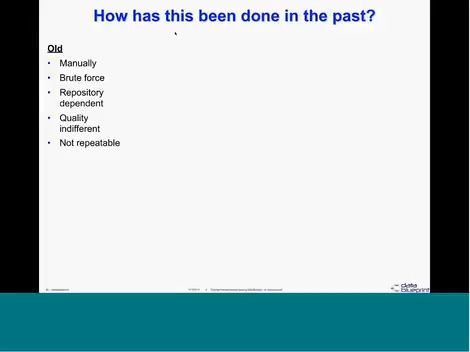 How has this been done in the past?
Old
• Manually
• Brute force
• Repository
dependent
• Quality
indifferent
• Not repeatable
data
blueprint